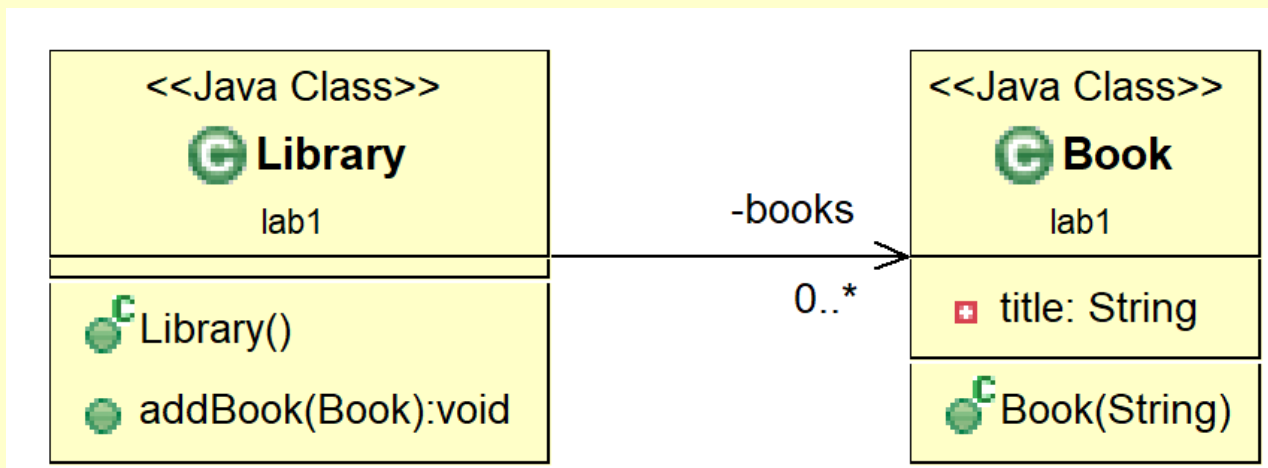 <<Java Class>>
C Library
lab1
C Library()
addBook(Book):void
-books
0..*
<<Java Class>>
C Book
lab1
title: String
C Book(String)